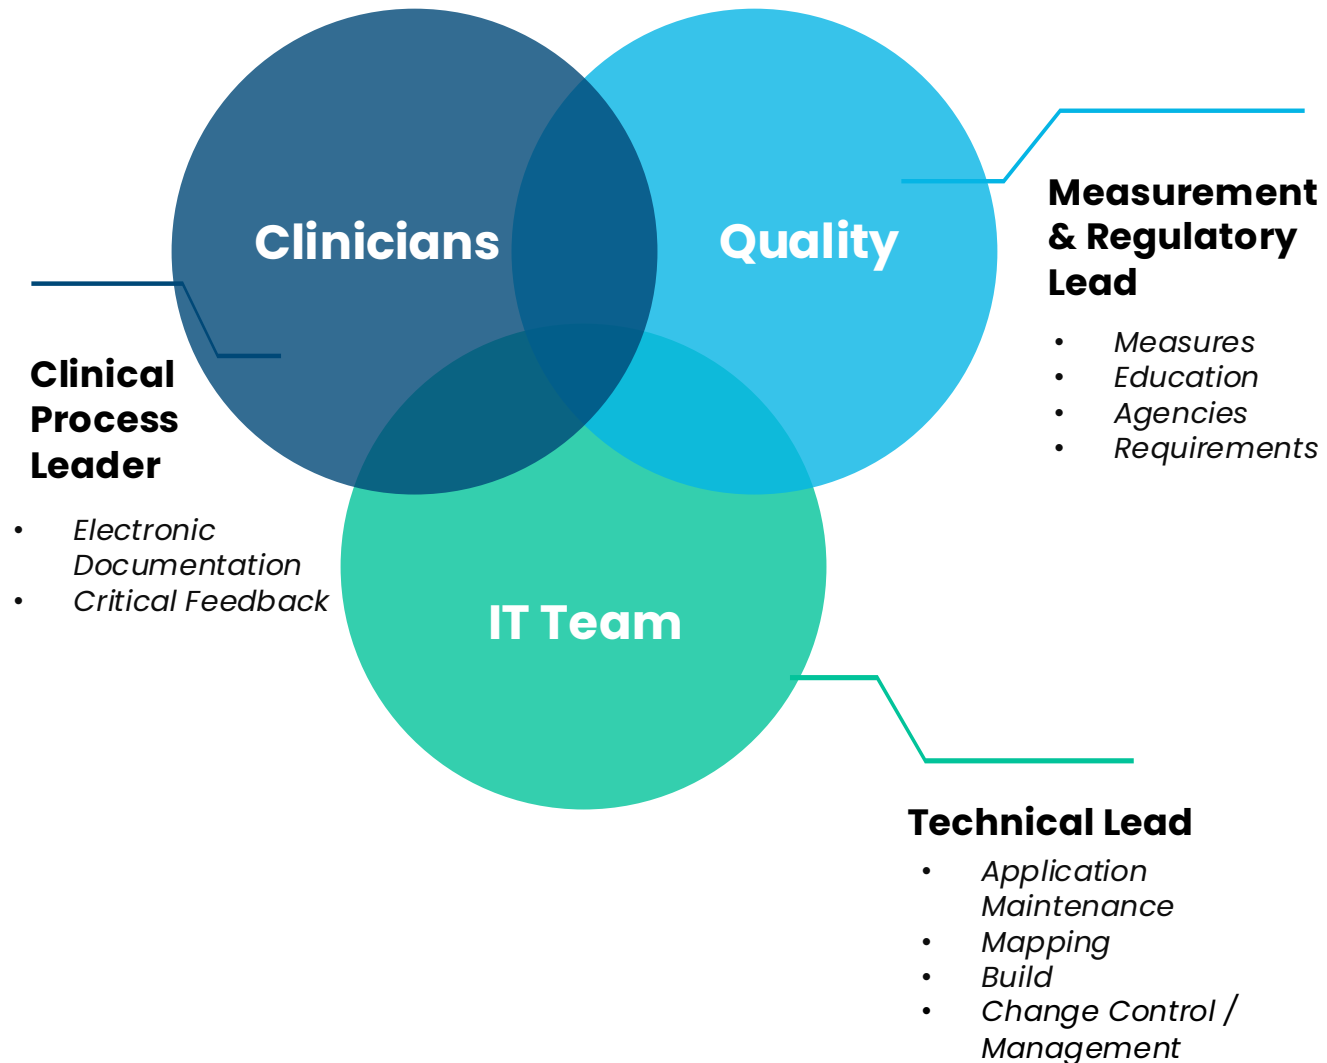 Clinicians
Quality
Measurement
& Regulatory
Lead
• Measures
• Education
• Agencies
• Requirements
Clinical
Process
Leader
• Electronic
Documentation
• Critical Feedback
IT Team
Technical Lead
• Application
Maintenance
• Mapping
• Build
• Change Control /
Management